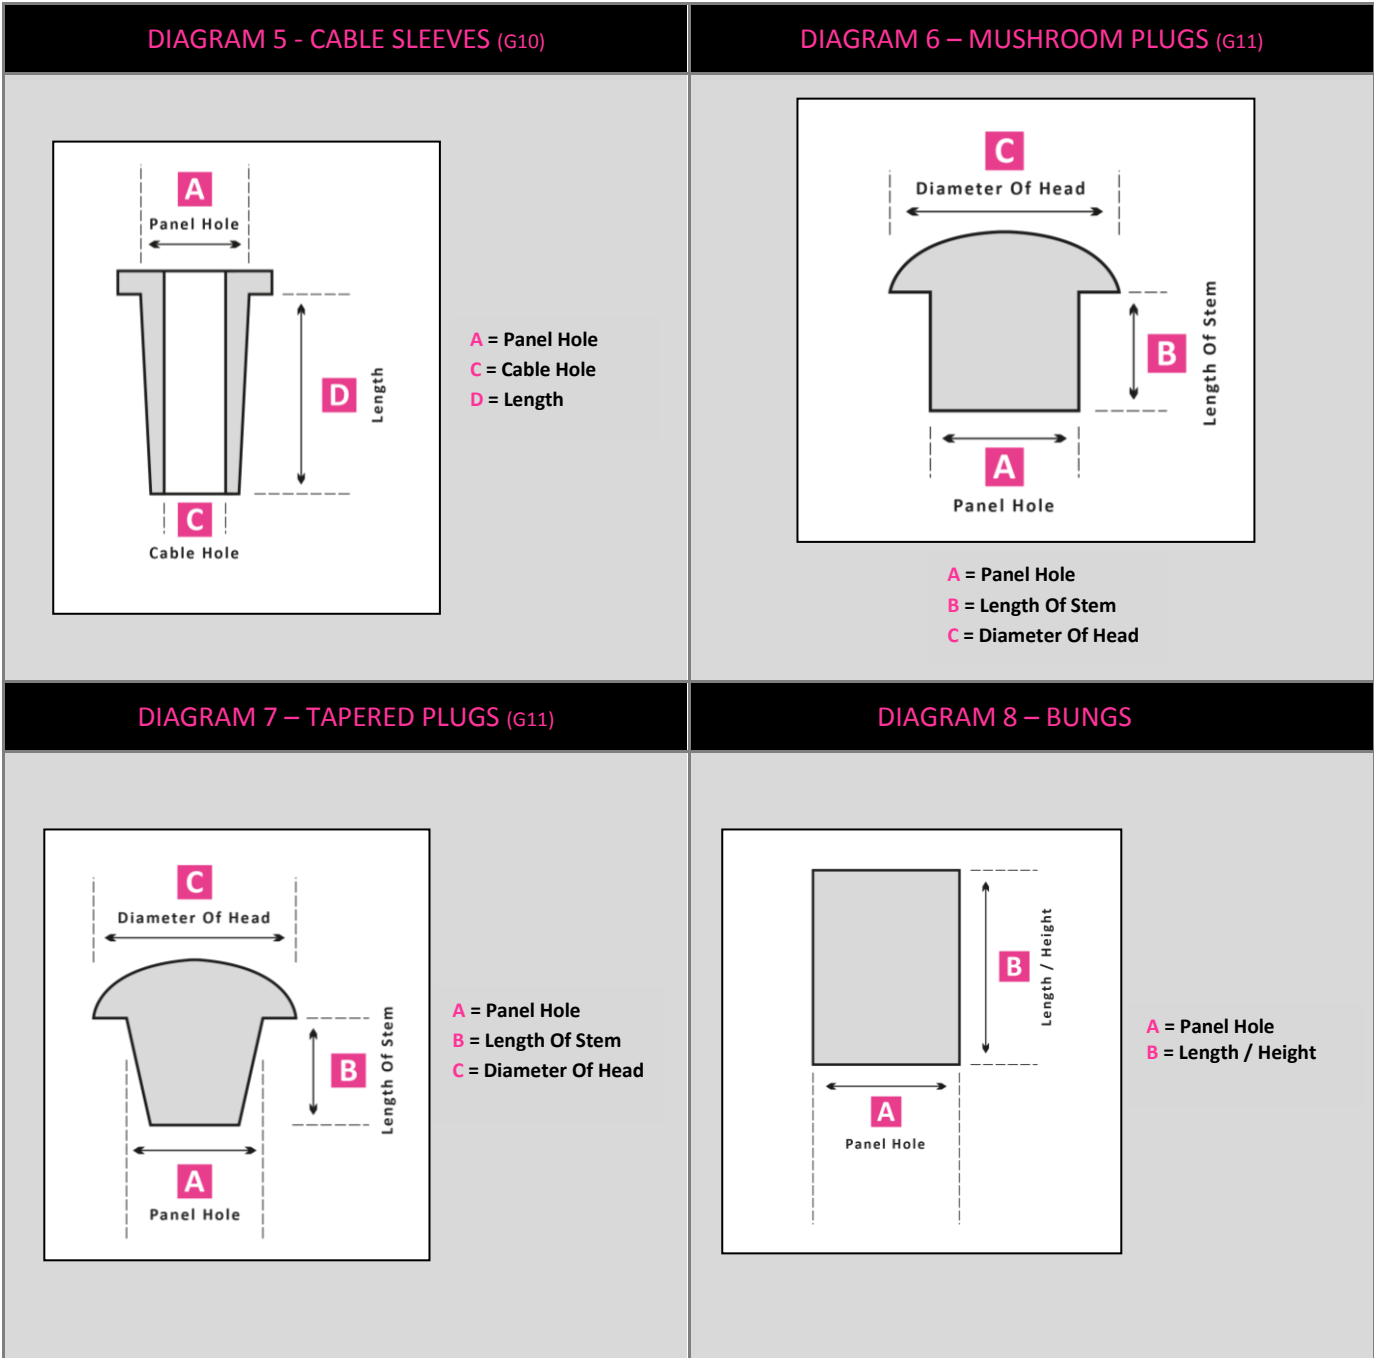 DIAGRAM 5 - CABLE SLEEVES (G10)
A
Panel Hole
D
Length
C
Cable Hole
A = Panel Hole
C = Cable Hole
D = Length
DIAGRAM 6 – MUSHROOM PLUGS (G11)
C
Diameter Of Head
B
Length Of Stem
A
Panel Hole
A = Panel Hole
B = Length Of Stem
C = Diameter Of Head
DIAGRAM 7 – TAPERED PLUGS (G11)
C
Diameter Of Head
B
Length Of Stem
A
Panel Hole
A = Panel Hole
B = Length Of Stem
C = Diameter Of Head
DIAGRAM 8 – BUNGS
B
Length / Height
A
Panel Hole
A = Panel Hole
B = Length / Height